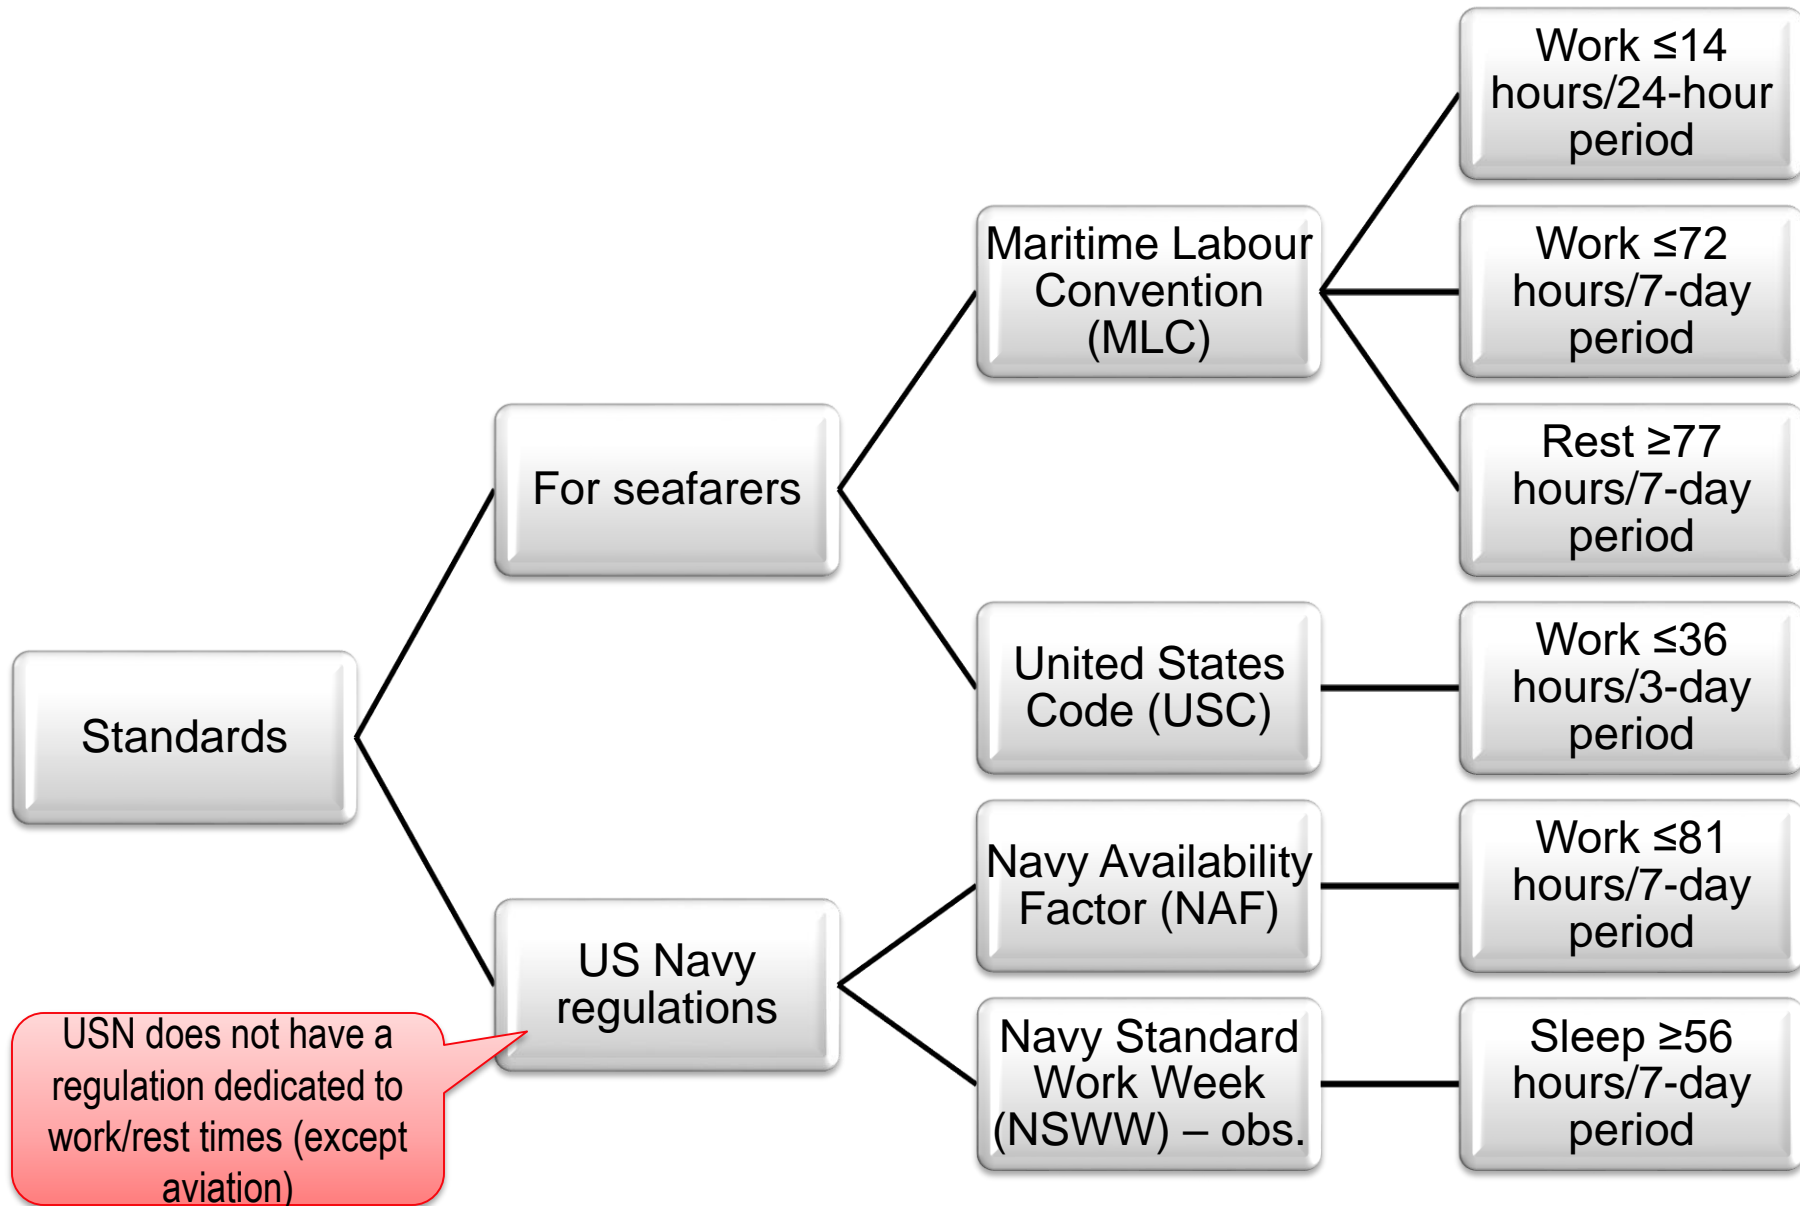 Standards
For seafarers
US Navy
regulations
USN does not have a
regulation dedicated to
work/rest times (except
aviation)
Maritime Labour
Convention
(MLC)
United States
Code (USC)
Navy Availability
Factor (NAF)
Navy Standard
Work Week
(NSWW) – obs.
Work ≤14
hours/24-hour
period
Work ≤72
hours/7-day
period
Rest ≥77
hours/7-day
period
Work ≤36
hours/3-day
period
Work ≤81
hours/7-day
period
Sleep ≥56
hours/7-day
period